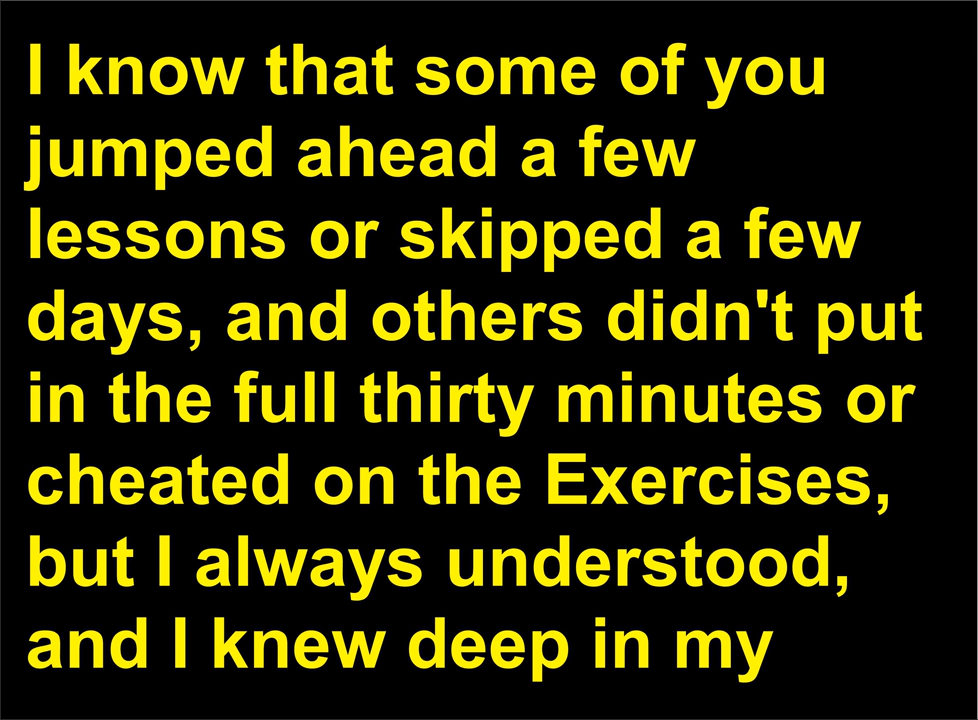 I know that some of you
jumped ahead a few
lessons or skipped a few
days, and others didn't put
in the full thirty minutes or
cheated on the Exercises,
but I always understood,
and I knew deep in my